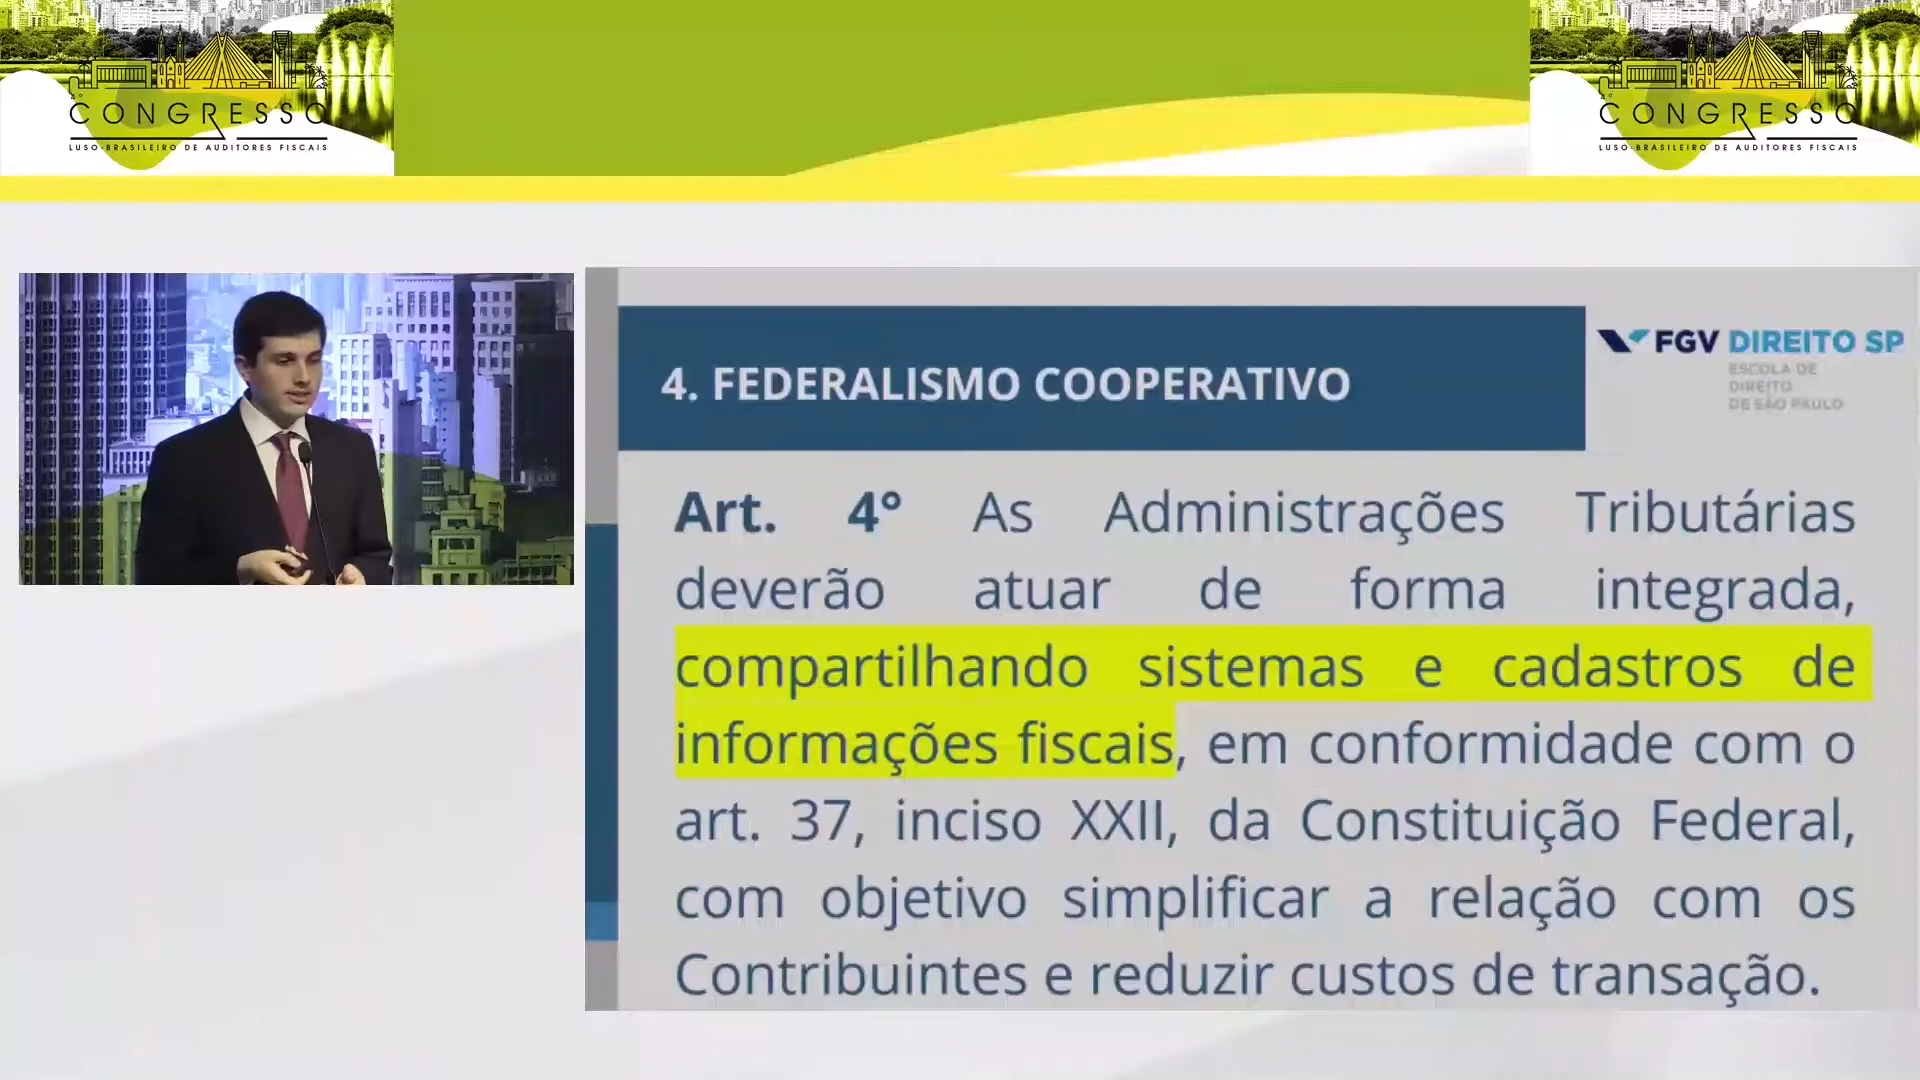 CONGRESSO
LUSO-BRASILEIRO DE AUDITORES FISCAIS
CONGRESSO
LUSO-BRASILEIRO DE AUDITORES FISCAIS
4. FEDERALISMO COOPERATIVO
FGV DIREITO SP
ESCOLA DE
DIREITO
DE SÃO PAULO
Art. 4° As Administrações Tributárias
deverão atuar de forma integrada,
compartilhando sistemas e cadastros de
informações fiscais, em conformidade com o
art. 37, inciso XXII, da Constituição Federal,
com objetivo simplificar a relação com os
Contribuintes e reduzir custos de transação.